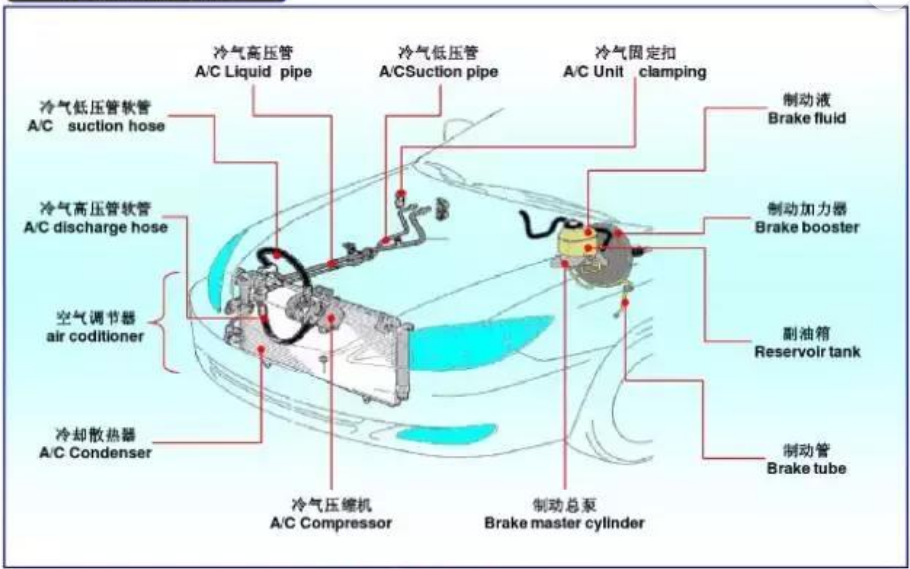 冷气高压管
A/C Liquid pipe
冷气低压管
A/CSuction pipe
冷气固定扣
A/C Unit clamping
冷气低压管软管
A/C suction hose
制动液
Brake fluid
冷气高压管软管
A/C discharge hose
制动加力器
Brake booster
空气调节器
air coditioner
副油箱
Reservoir tank
冷却散热器
A/C Condenser
制动管
Brake tube
冷气压缩机
A/C Compressor
制动总泵
Brake master cylinder